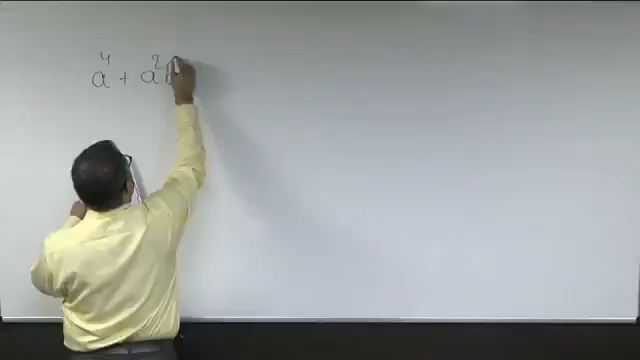 a⁴ + a²